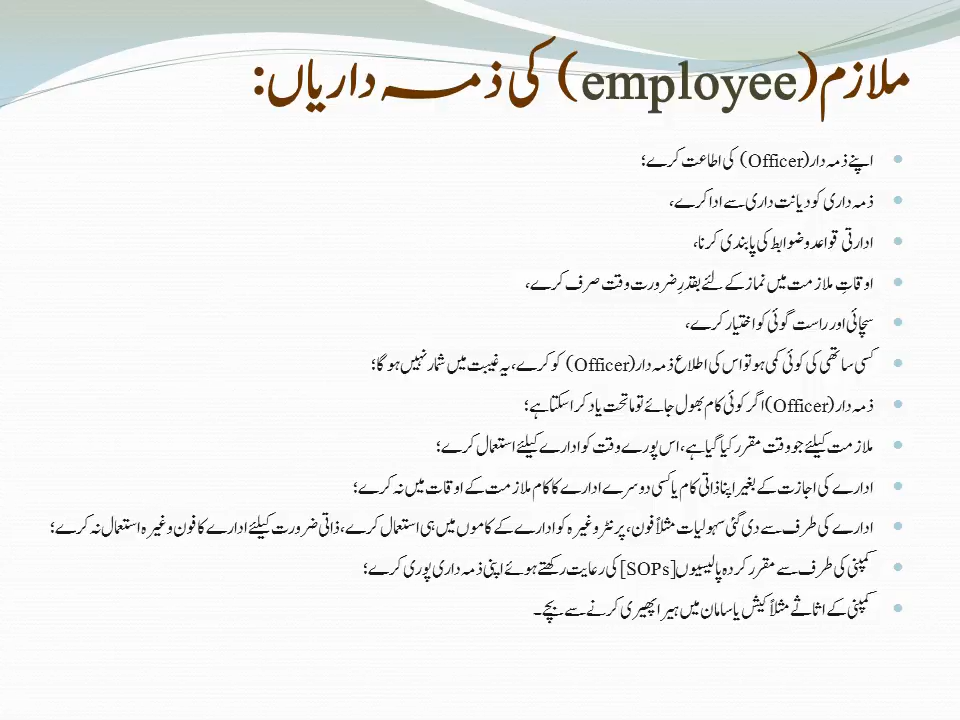 ملازم (employee) کی ذمہ داریاں:
اپنے ذمہ دار (Officer) کی اطاعت کرے؛
ذمہ داری کو دیانت داری سے ادا کرے،
ادارتی قواعد و ضوابط کی پابندی کرنا،
اوقاتِ ملازمت میں نماز کے لئے بقدرِ ضرورت وقت صرف کرے،
سچائی اور راست گوئی کو اختیار کرے،
کسی ساتھی کی کوئی کمی ہو تو اس کی اطلاع ذمہ دار (Officer) کو کرے، یہ غیبت میں شمار نہیں ہو گا؛
ذمہ دار (Officer) اگر کوئی کام بھول جائے تو ماتحت یاد کرا سکتا ہے؛
ملازمت کیلئے جو وقت مقرر کیا گیا ہے، اس پورے وقت کو ادارے کیلئے استعمال کرے؛
ادارے کی اجازت کے بغیر اپنا ذاتی کام یا کسی دوسرے ادارے کا کام ملازمت کے اوقات میں نہ کرے؛
ادارے کی طرف سے دی گئی سہولیات مثلاً فون، پرنٹر وغیرہ کو ادارے کے کاموں میں ہی استعمال کرے، ذاتی ضرورت کیلئے ادارے کا فون وغیرہ استعمال نہ کرے؛
کمپنی کی طرف سے مقرر کردہ پالیسیوں [SOPs] کی رعایت رکھتے ہوئے اپنی ذمہ داری پوری کرے؛
کمپنی کے اثاثے مثلاً کیش یا سامان میں ہیرا پھیری کرنے سے بچے۔